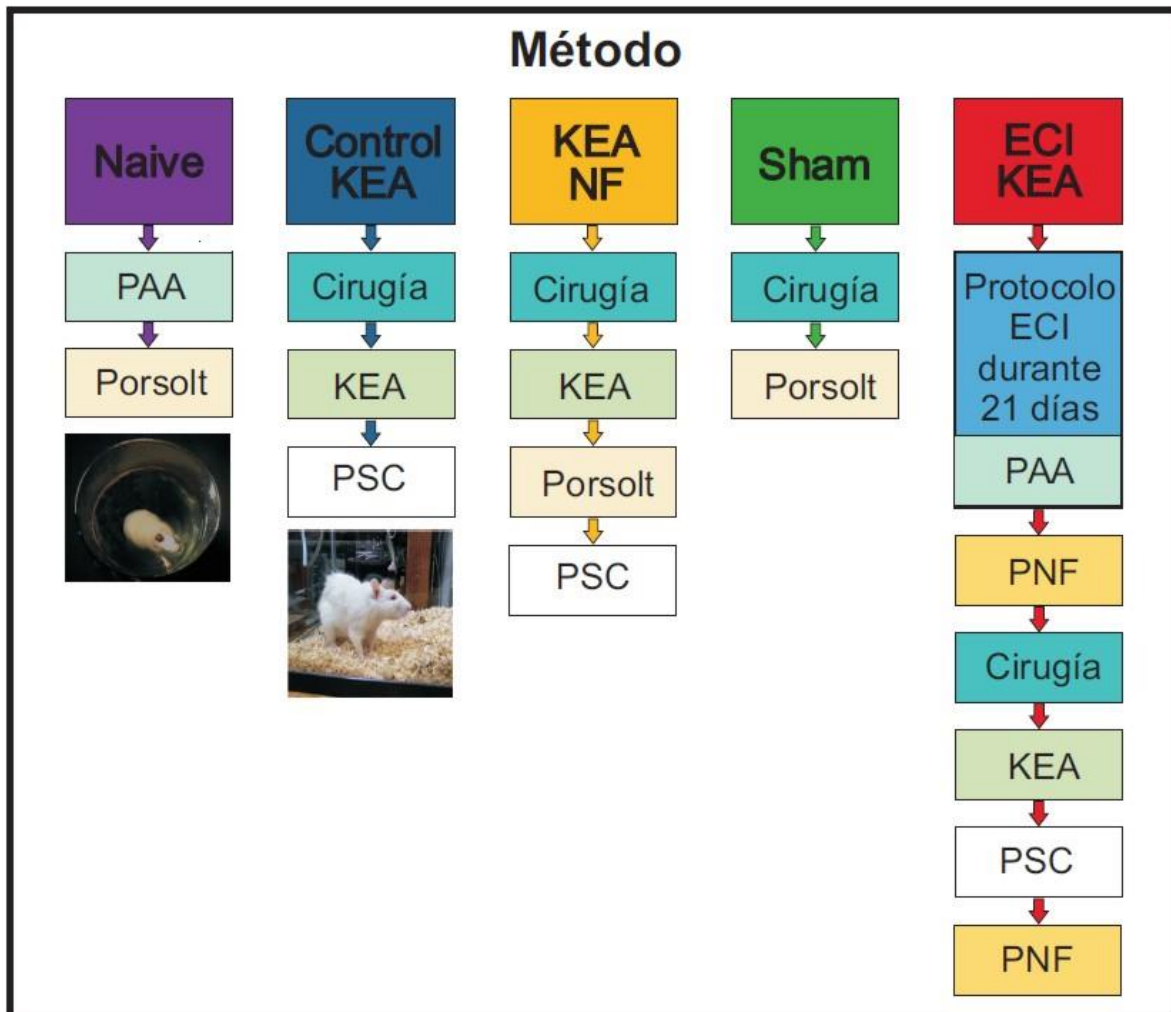 Método
Naive
PAA
Porsolt
Control
KEA
Cirugía
KEA
PSC
KEA
NF
Cirugía
KEA
Porsolt
PSC
Sham
Cirugía
Porsolt
ECI
KEA
Protocolo
ECI
durante
21 días
PAA
PNF
Cirugía
KEA
PSC
PNF